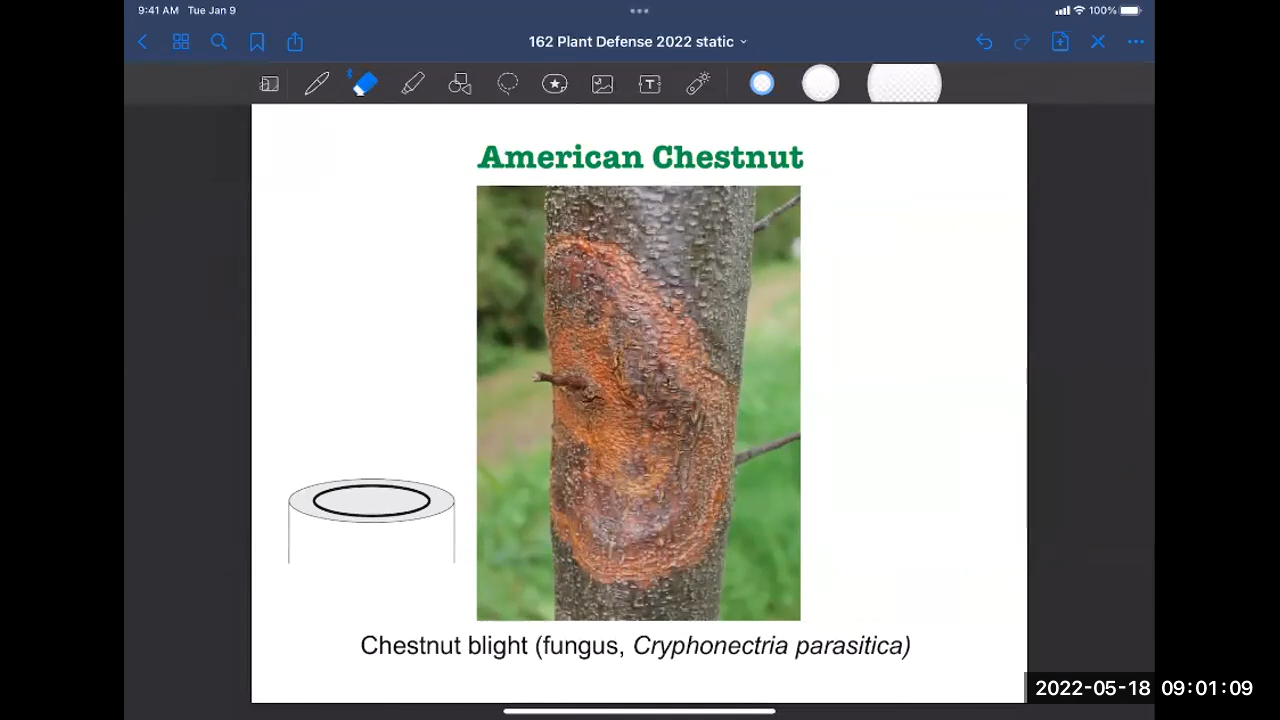 9:41 AM Tue Jan 9
100%
162 Plant Defense 2022 static
T
American Chestnut
Chestnut blight (fungus, Cryphonectria parasitica)
2022-05-18 09:01:09